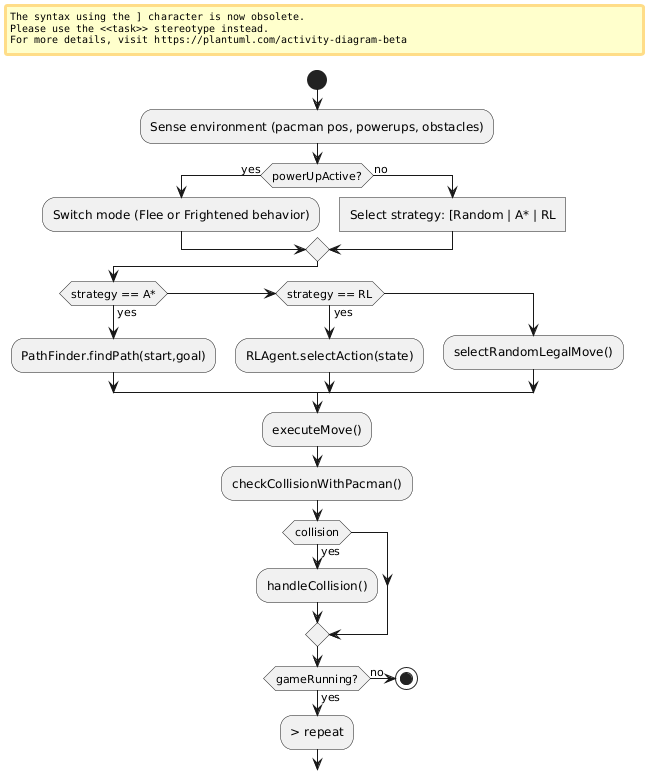 The syntax using the ] character is now obsolete.
Please use the <<task>> stereotype instead.
For more details, visit https://plantuml.com/activity-diagram-beta
Sense environment (pacman pos, powerups, obstacles)
yes
powerUpActive?
no
Switch mode (Flee or Frightened behavior)
Select strategy: [Random | A* | RL
strategy == A*
strategy == RL
yes
yes
PathFinder.findPath(start,goal)
RLAgent.selectAction(state)
selectRandomLegalMove()
executeMove()
checkCollisionWithPacman()
collision
yes
handleCollision()
gameRunning?
no
yes
> repeat